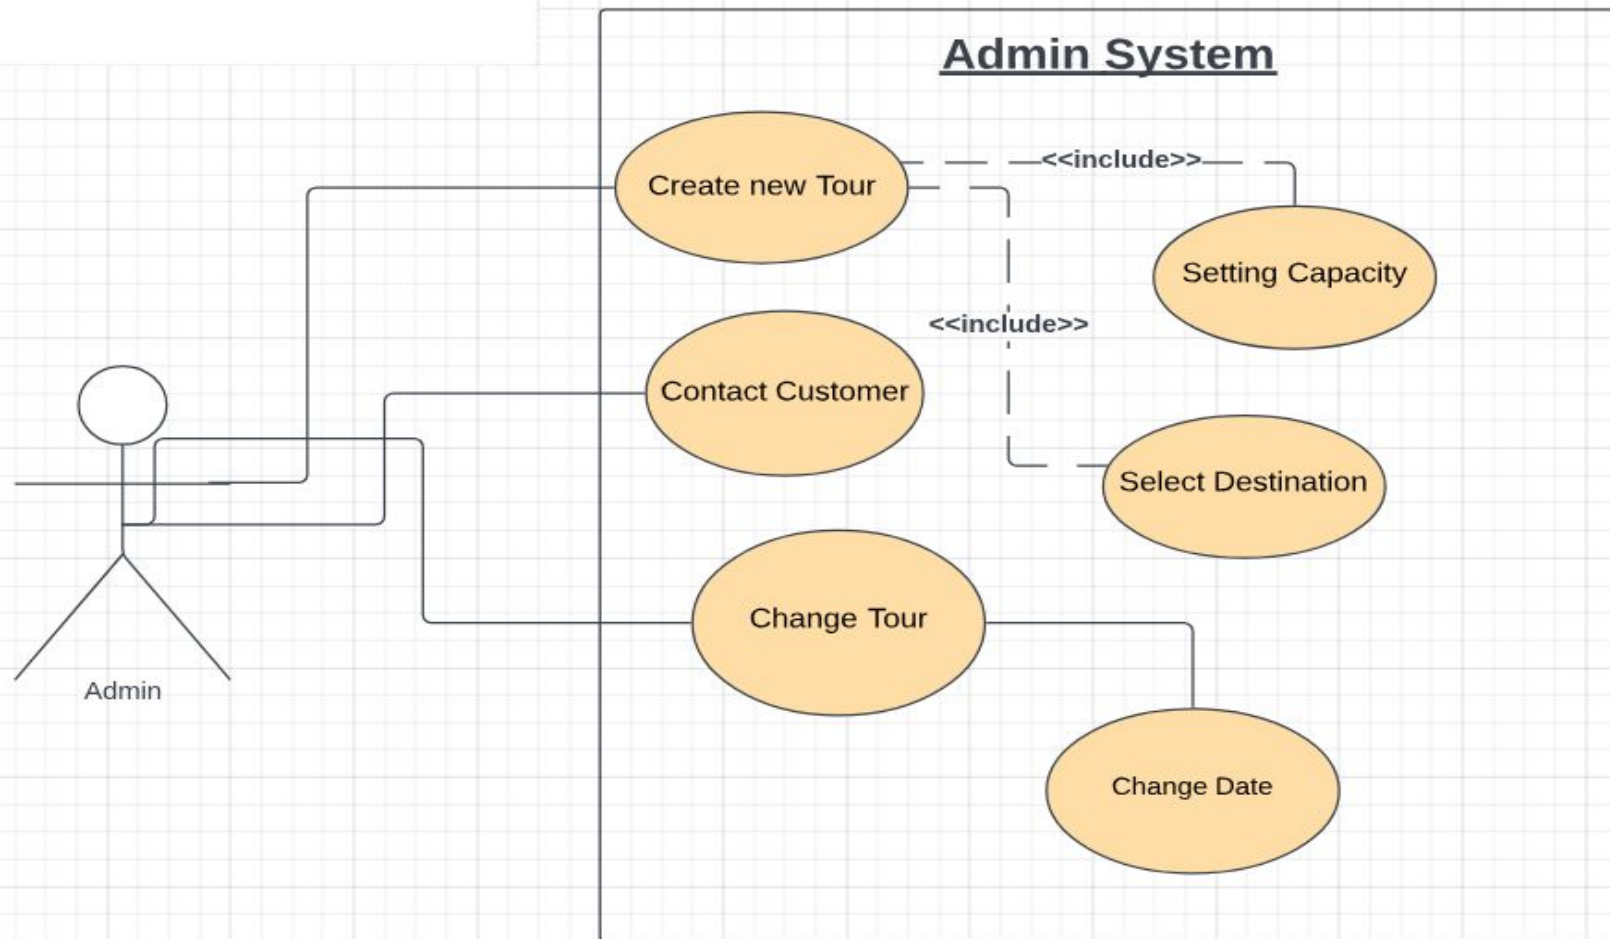 Admin System
Create new Tour
<<include>>
Setting Capacity
<<include>>
Contact Customer
Select Destination
Change Tour
Admin
Change Date